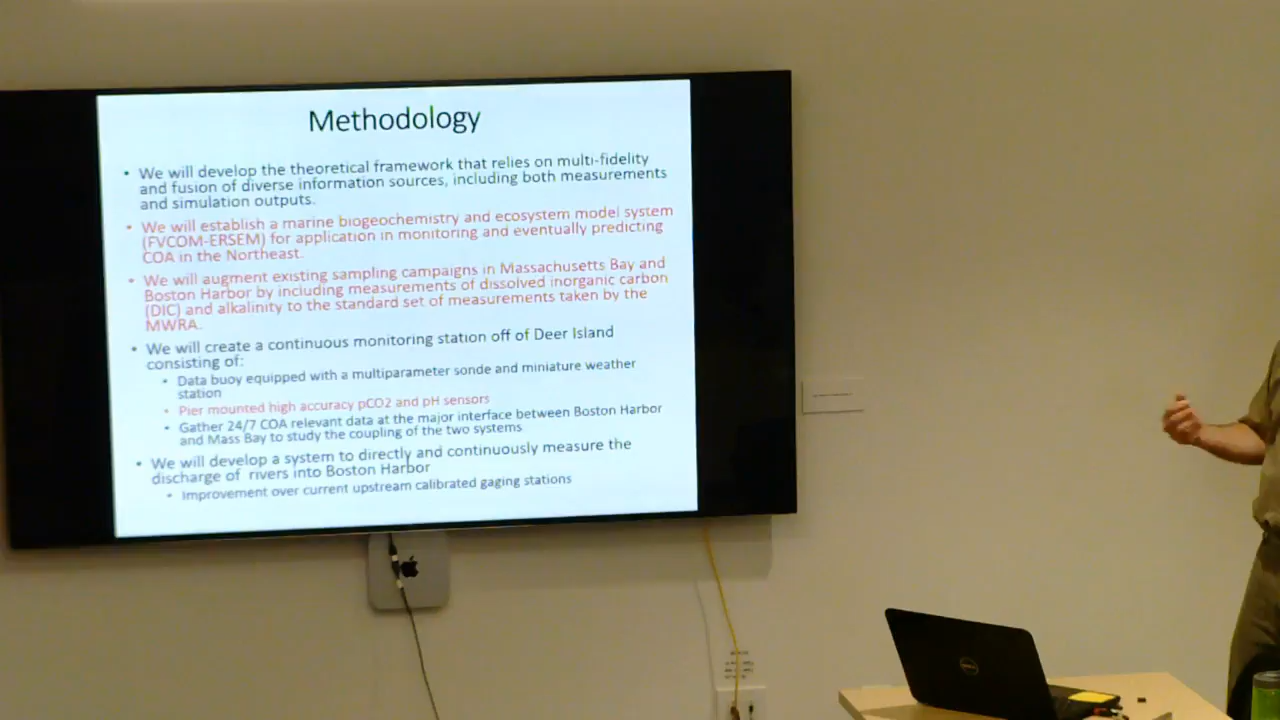 Methodology
• We will develop the theoretical framework that relies on multi-fidelity
and fusion of diverse information sources, including both measurements
and simulation outputs.
• We will establish a marine biogeochemistry and ecosystem model system
(FVCOM-ERSEM) for application in monitoring and eventually predicting
COA in the Northeast.
• We will augment existing sampling campaigns in Massachusetts Bay and
Boston Harbor by including measurements of dissolved inorganic carbon
(DIC) and alkalinity to the standard set of measurements taken by the
MWRA.
• We will create a continuous monitoring station off of Deer Island
consisting of:
• Data buoy equipped with a multiparameter sonde and miniature weather
station
• Pier mounted high accuracy pCO2 and pH sensors
• Gather 24/7 COA relevant data at the major interface between Boston Harbor
and Mass Bay to study the coupling of the two systems
• We will develop a system to directly and continuously measure the
discharge of rivers into Boston Harbor
• Improvement over current upstream calibrated gaging stations
DELL